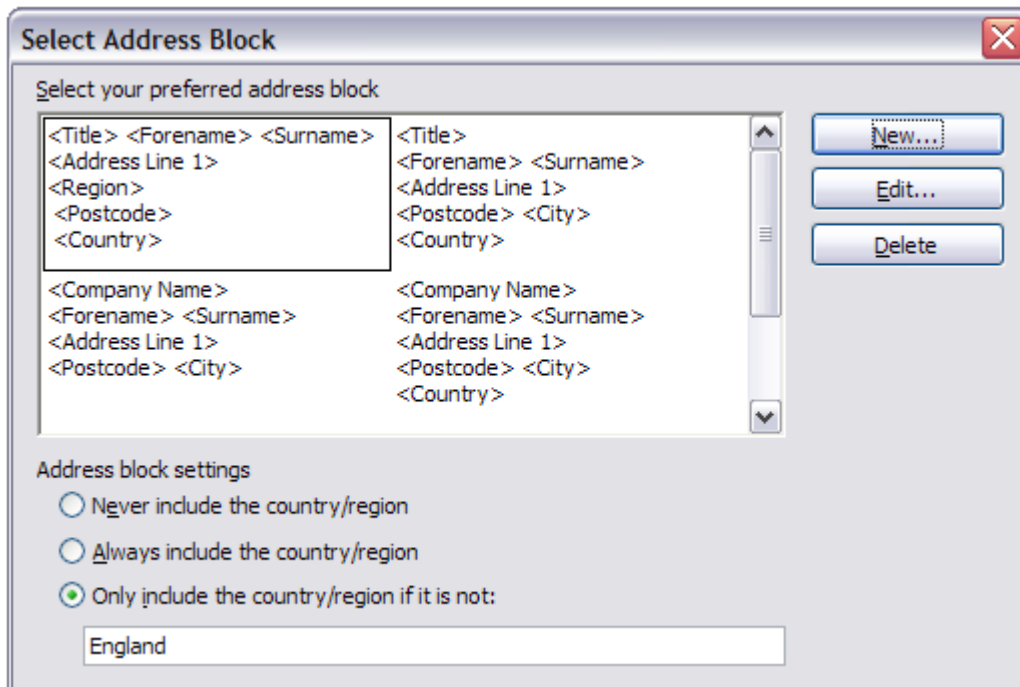 Select Address Block
Select your preferred address block
<Title> <Forename> <Surname>
<Address Line 1>
<Region>
<Postcode>
<Country>
<Title>
<Forename> <Surname>
<Address Line 1>
<Postcode> <City>
<Country>
<Company Name>
<Forename> <Surname>
<Address Line 1>
<Postcode> <City>
<Company Name>
<Forename> <Surname>
<Address Line 1>
<Postcode> <City>
<Country>
New...
Edit...
Delete
Address block settings
Never include the country/region
Always include the country/region
Only include the country/region if it is not:
England